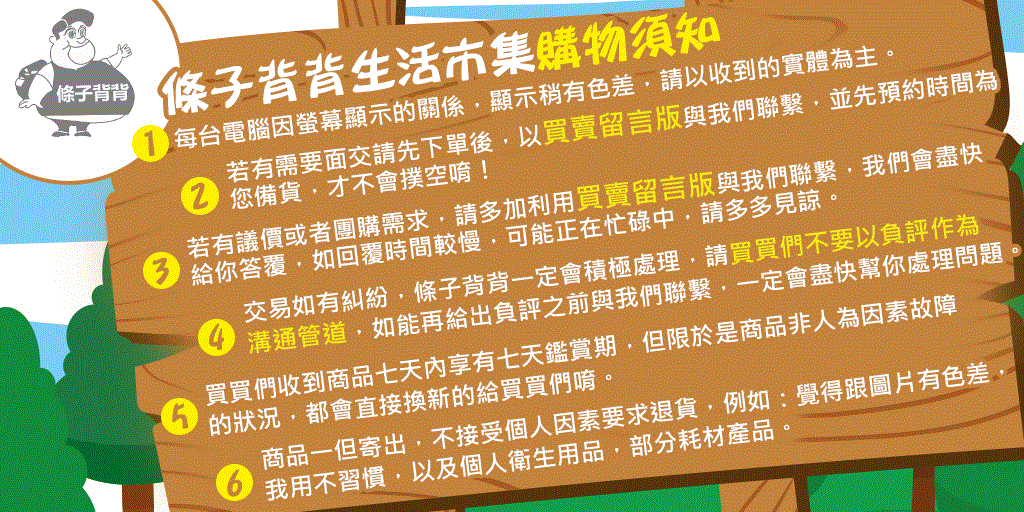 條子背背
條子背背生活市集購物須知
1 每台電腦因螢幕顯示的關係，顯示稍有色差，請以收到的實體為主。
2 若有需要面交請先下單後，以買賣留言版與我們聯繫，並先預約時間為
您備貨，才不會撲空唷！
3 若有議價或者團購需求，請多加利用買賣留言版與我們聯繫，我們會盡快
給你答覆，如回覆時間較慢，可能正在忙碌中，請多多見諒。
4 交易如有糾紛，條子背背一定會積極處理，請買買們不要以負評作為
溝通管道，如能再給出負評之前與我們聯繫，一定會盡快幫你處理問題。
5 買買們收到商品七天內享有七天鑑賞期，但限於是商品非人為因素故障
的狀況，都會直接換新的給買買們唷。
6 商品一但寄出，不接受個人因素要求退貨，例如：覺得跟圖片有色差，
我用不習慣，以及個人衛生用品，部分耗材產品。